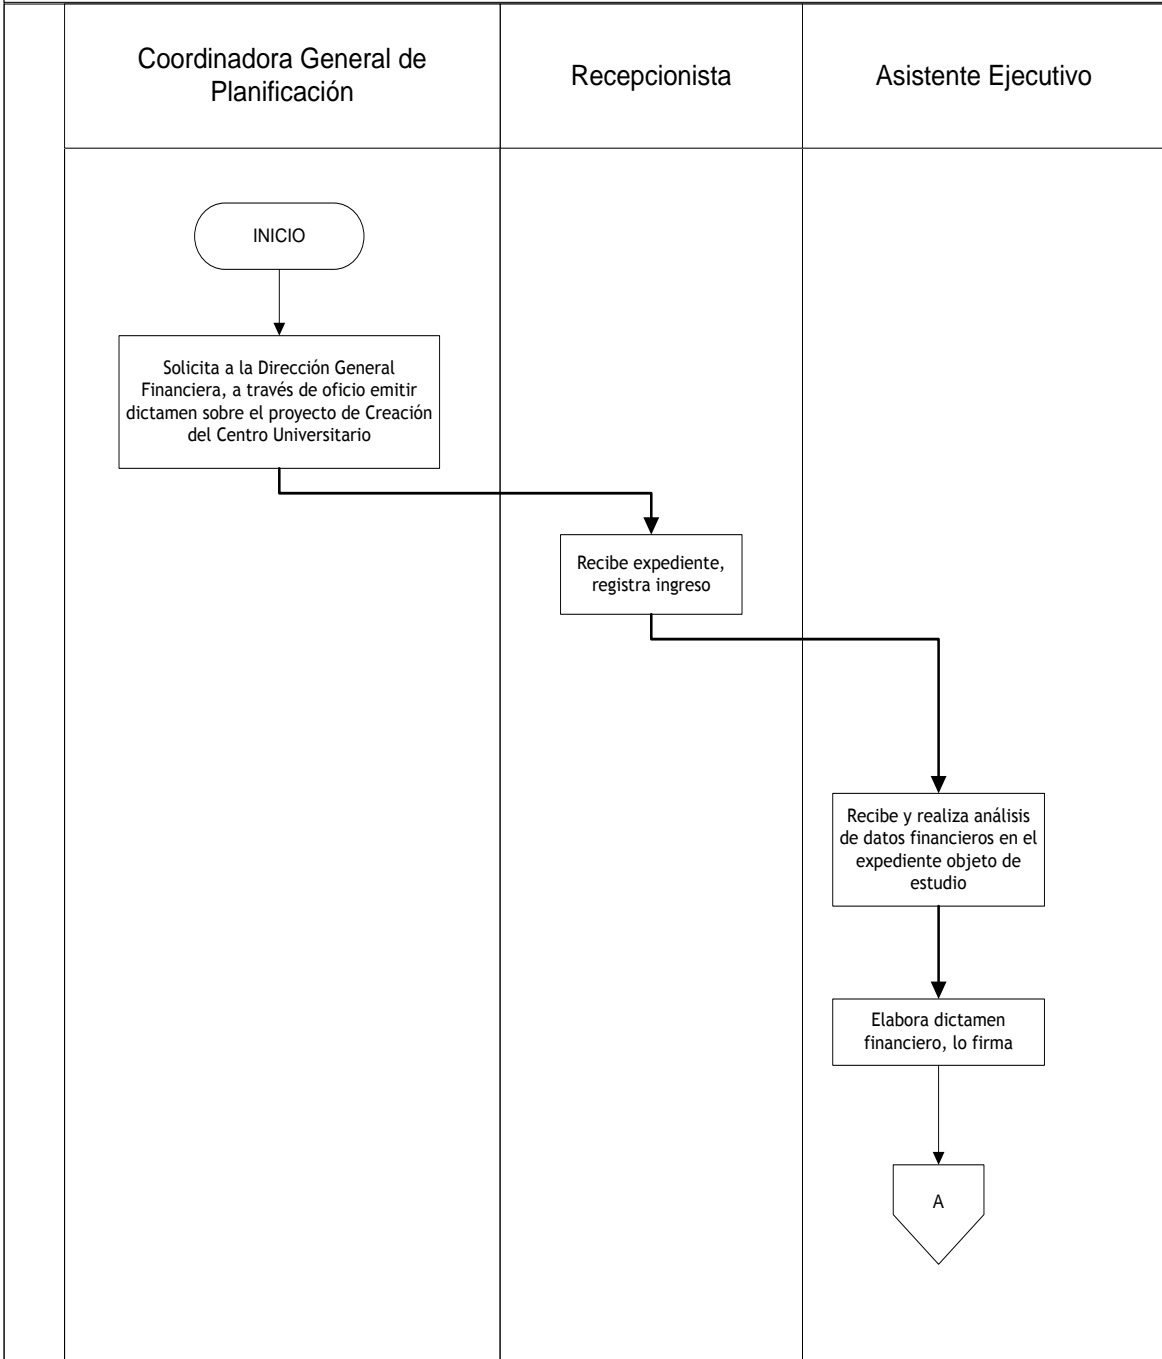 Coordinadora General de
Planificación
Recepcionista
Asistente Ejecutivo
INICIO
Solicita a la Dirección General
Financiera, a través de oficio emitir
dictamen sobre el proyecto de Creación
del Centro Universitario
Recibe expediente,
registra ingreso
Recibe y realiza análisis
de datos financieros en el
expediente objeto de
estudio
Elabora dictamen
financiero, lo firma
A